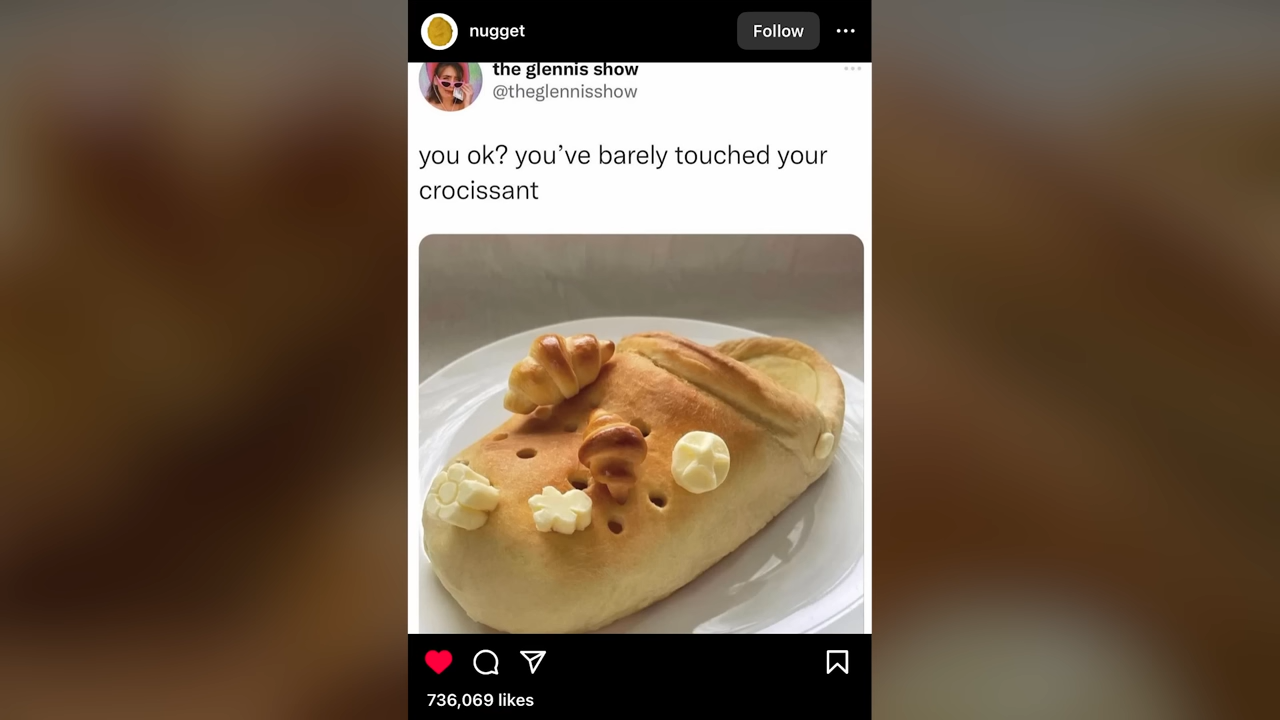 nugget
Follow
the glennis show
@theglennisshow
you ok? you’ve barely touched your
crocissant
736,069 likes